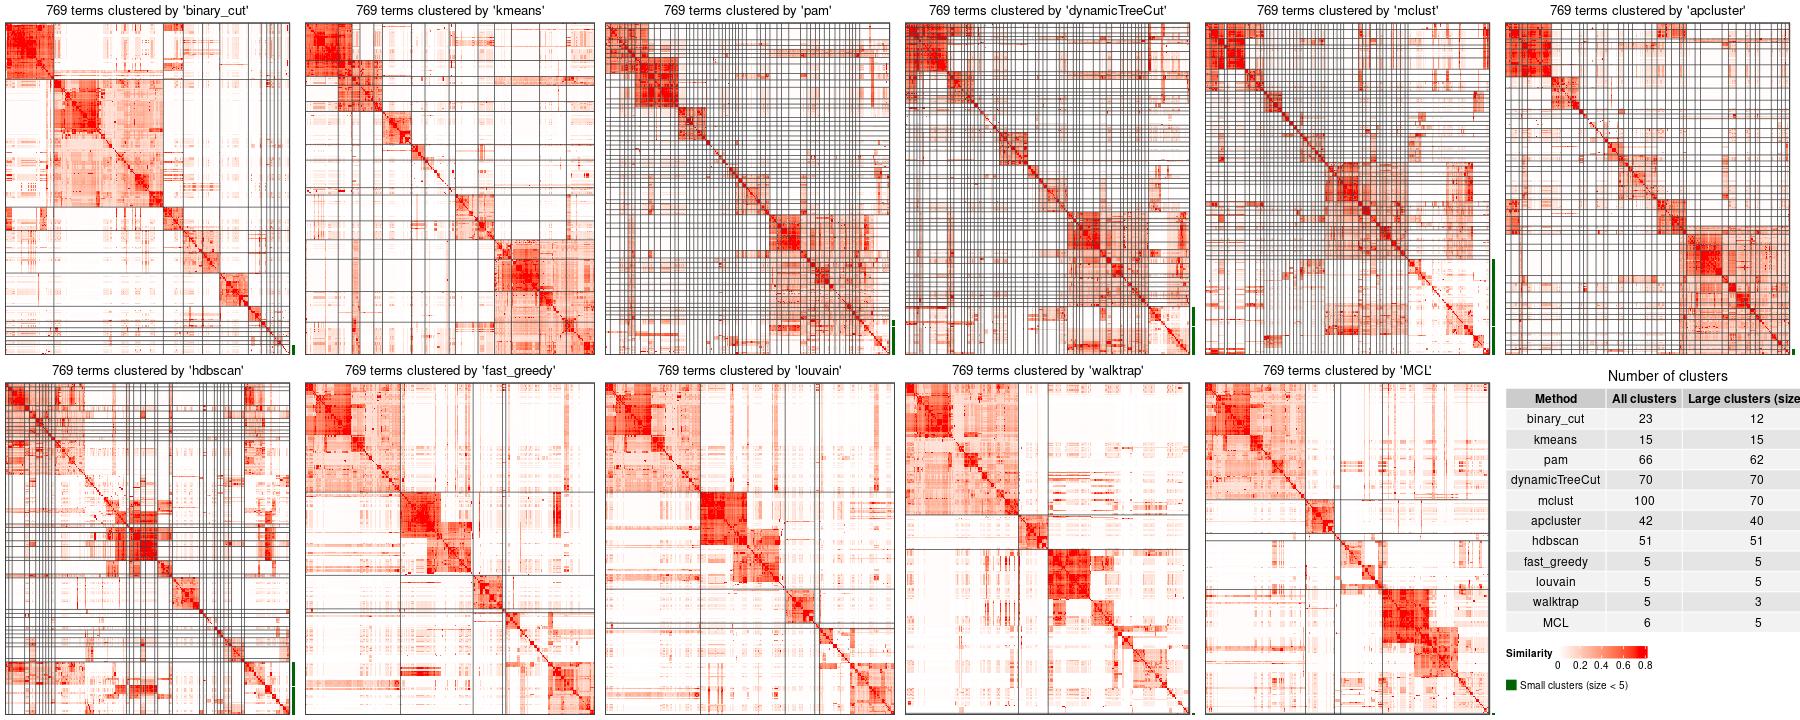 769 terms clustered by 'binary_cut'
769 terms clustered by 'kmeans'
769 terms clustered by 'pam'
769 terms clustered by 'dynamicTreeCut'
769 terms clustered by 'mclust'
769 terms clustered by 'apcluster'
769 terms clustered by 'hdbscan'
769 terms clustered by 'fast_greedy'
769 terms clustered by 'louvain'
769 terms clustered by 'walktrap'
769 terms clustered by 'MCL'
Number of clusters
Method All clusters Large clusters (size
binary_cut 23 12
kmeans 15 15
pam 66 62
dynamicTreeCut 70 70
mclust 100 70
apcluster 42 40
hdbscan 51 51
fast_greedy 5 5
louvain 5 5
walktrap 5 3
MCL 6 5
Similarity
0 0.2 0.4 0.6 0.8
Small clusters (size < 5)